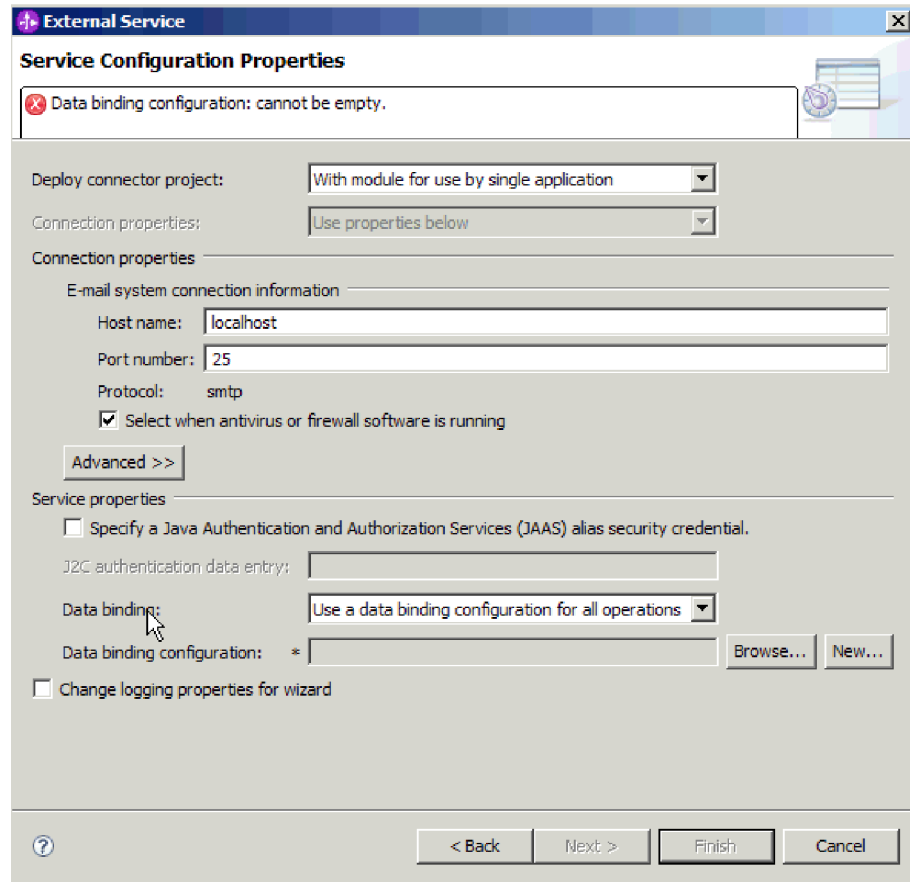 External Service
Service Configuration Properties
Data binding configuration: cannot be empty.
Deploy connector project: With module for use by single application
Connection properties: Use properties below
Connection properties
E-mail system connection information
Host name: localhost
Port number: 25
Protocol: smtp
Select when antivirus or firewall software is running
Advanced >>
Service properties
Specify a Java Authentication and Authorization Services (JAAS) alias security credential.
J2C authentication data entry:
Data binding: Use a data binding configuration for all operations
Data binding configuration: * Browse... New...
Change logging properties for wizard
? < Back Next > Finish Cancel